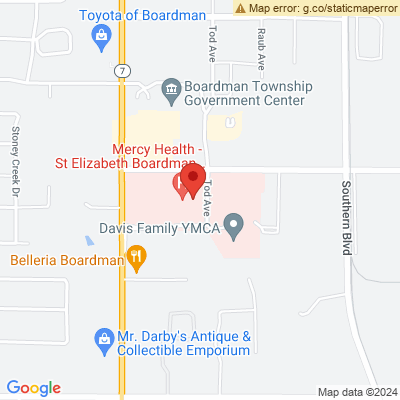 Map error: g.co/staticmaperror
Toyota of Boardman
Tod Ave
Raub Ave
7
Boardman Township
Government Center
Stoney Creek Dr
Mercy Health -
St Elizabeth Boardman
Tod Ave
Southern Blvd
Davis Family YMCA
Belleria Boardman
Mr. Darby's Antique &
Collectible Emporium
Google
Map data ©2024